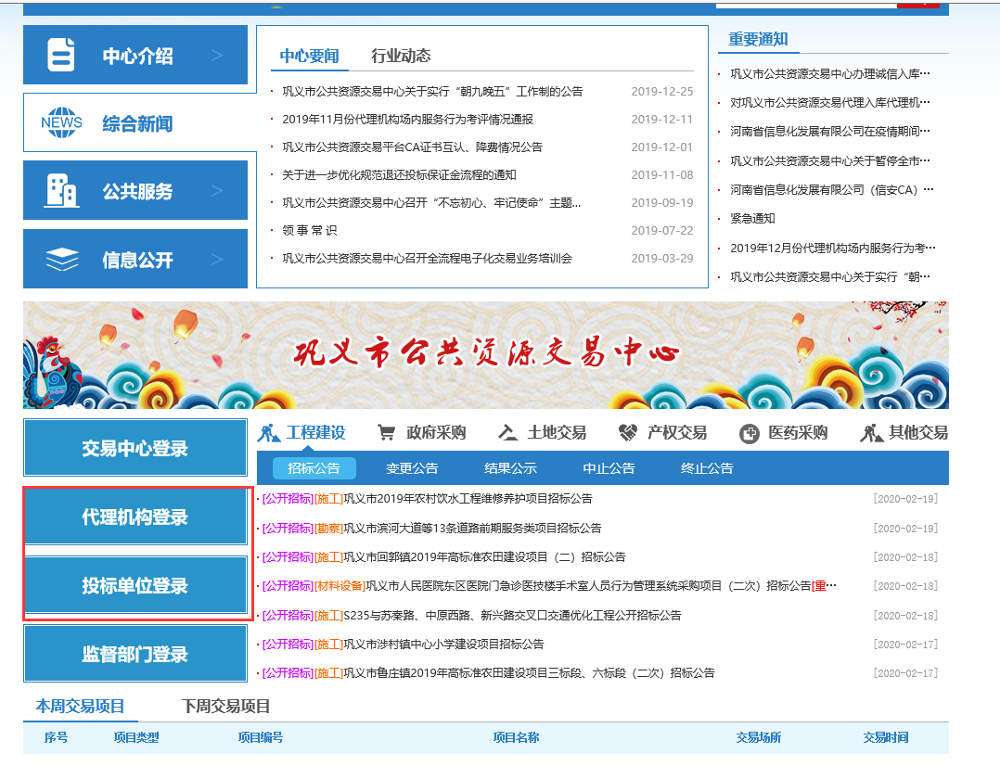 中心介绍 >
NEWS 综合新闻
公共服务 >
信息公开 >
中心要闻 行业动态
巩义市公共资源交易中心关于实行“朝九晚五”工作制的公告 2019-12-25
2019年11月份代理机构场内服务行为考评情况通报 2019-12-11
巩义市公共资源交易平台CA证书互认、降费情况公告 2019-12-01
关于进一步优化规范退还投标保证金流程的通知 2019-11-08
巩义市公共资源交易中心召开“不忘初心、牢记使命”主题... 2019-09-19
领 事 常 识 2019-07-22
巩义市公共资源交易中心召开全流程电子化交易业务培训会 2019-03-29
重要通知
巩义市公共资源交易中心办理诚信入库···
对巩义市公共资源交易代理入库代理机···
河南省信息化发展有限公司在疫情期间···
巩义市公共资源交易中心关于暂停全市···
河南省信息化发展有限公司（信安CA）···
紧急通知
2019年12月份代理机构场内服务行为考···
巩义市公共资源交易中心关于实行“朝···
巩义市公共资源交易中心
交易中心登录
代理机构登录
投标单位登录
监督部门登录
工程建设 政府采购 土地交易 产权交易 医药采购 其他交易
招标公告 变更公告 结果公示 中止公告 终止公告
[公开招标][施工]巩义市2019年农村饮水工程维修养护项目招标公告 [2020-02-19]
[公开招标][勘察]巩义市滨河大道等13条道路前期服务类项目招标公告 [2020-02-19]
[公开招标][施工]巩义市回郭镇2019年高标准农田建设项目（二）招标公告 [2020-02-18]
[公开招标][材料设备]巩义市人民医院东区医院门急诊医技楼手术室人员行为管理系统采购项目（二次）招标公告[重··· [2020-02-18]
[公开招标][施工]S235与苏秦路、中原西路、新兴路交叉口交通优化工程公开招标公告 [2020-02-18]
[公开招标][施工]巩义市涉村镇中心小学建设项目招标公告 [2020-02-17]
[公开招标][施工]巩义市鲁庄镇2019年高标准农田建设项目三标段、六标段（二次）招标公告 [2020-02-17]
本周交易项目 下周交易项目
序号 项目类型 项目编号 项目名称 交易场所 交易时间